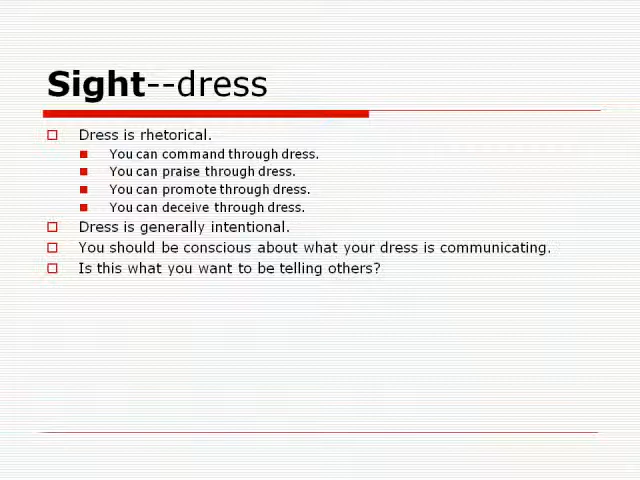 Sight--dress
Dress is rhetorical.
You can command through dress.
You can praise through dress.
You can promote through dress.
You can deceive through dress.
Dress is generally intentional.
You should be conscious about what your dress is communicating.
Is this what you want to be telling others?